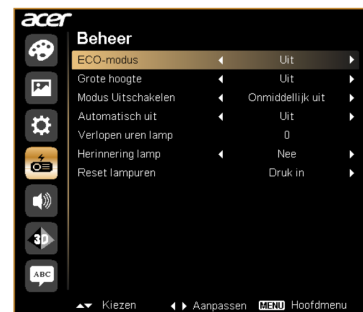 acer
Beheer
ECO-modus Uit
Grote hoogte Uit
Modus Uitschakelen Onmiddellijk uit
Automatisch uit Uit
Verlopen uren lamp 0
Herinnering lamp Nee
Reset lampuren Druk in
3D
ABC
Kiezen Aanpassen MENU Hoofdmenu